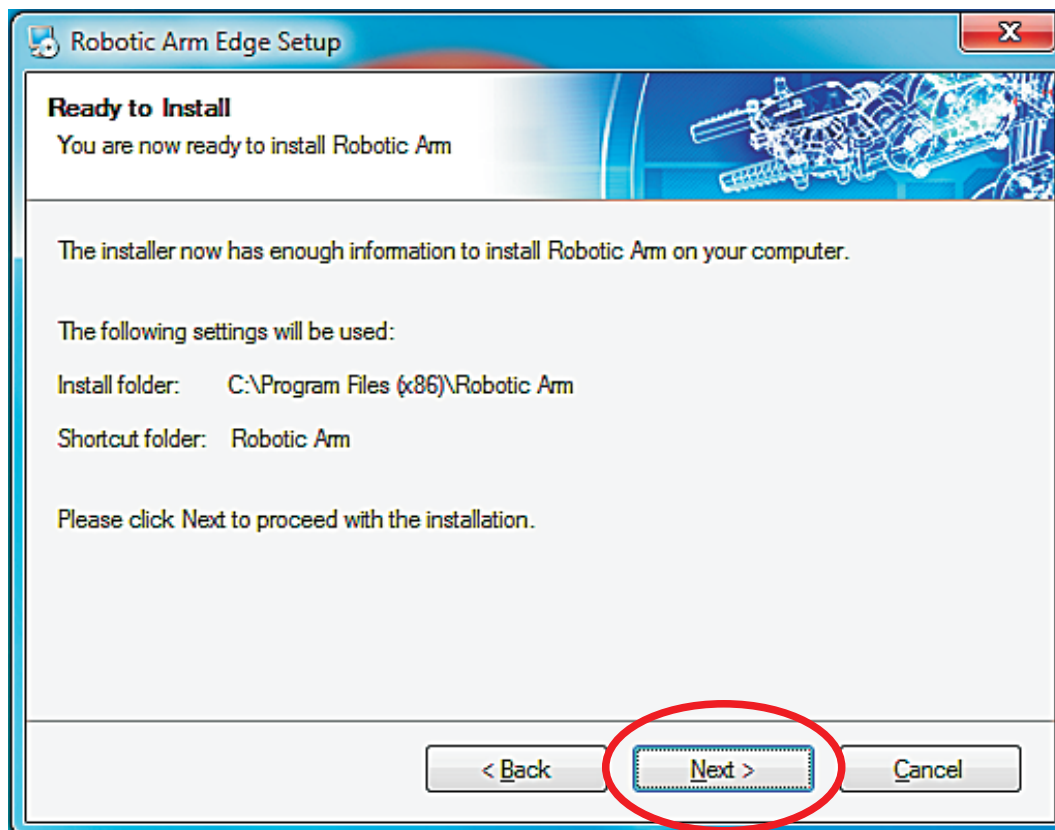 Robotic Arm Edge Setup
x
Ready to Install
You are now ready to install Robotic Arm
The installer now has enough information to install Robotic Arm on your computer.
The following settings will be used:
Install folder: C:\Program Files (x86)\Robotic Arm
Shortcut folder: Robotic Arm
Please click Next to proceed with the installation.
< Back Next > Cancel